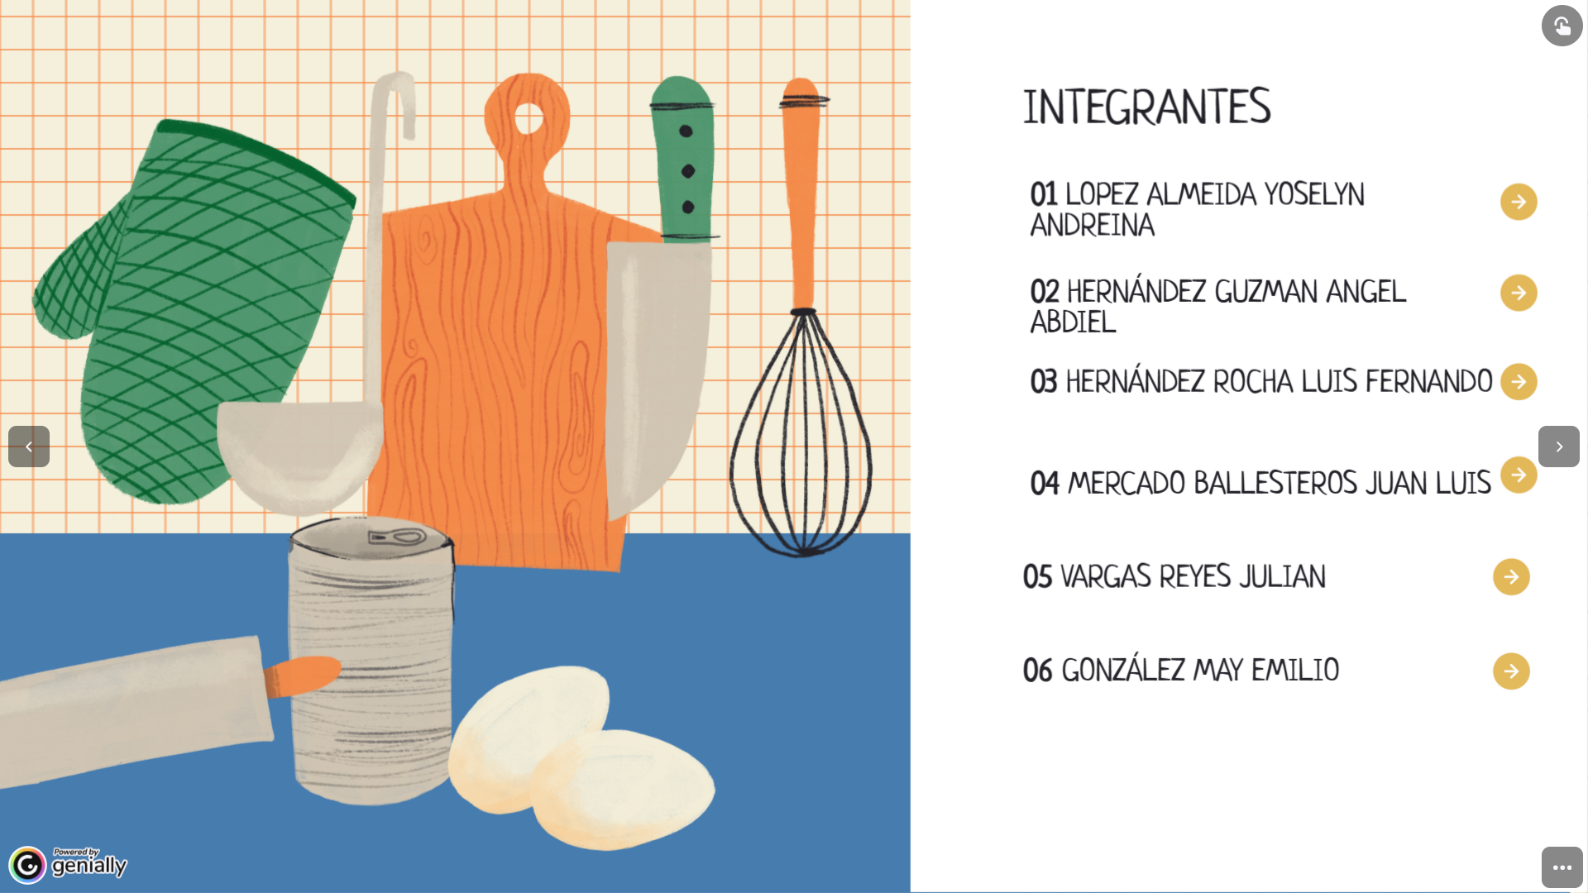 INTEGRANTES
01 LOPEZ ALMEIDA YOSELYN
ANDREINA
02 HERNÁNDEZ GUZMAN ANGEL
ABDIEL
03 HERNÁNDEZ ROCHA LUIS FERNANDO
04 MERCADO BALLESTEROS JUAN LUIS
05 VARGAS REYES JULIAN
06 GONZÁLEZ MAY EMILIO
Powered by
genially